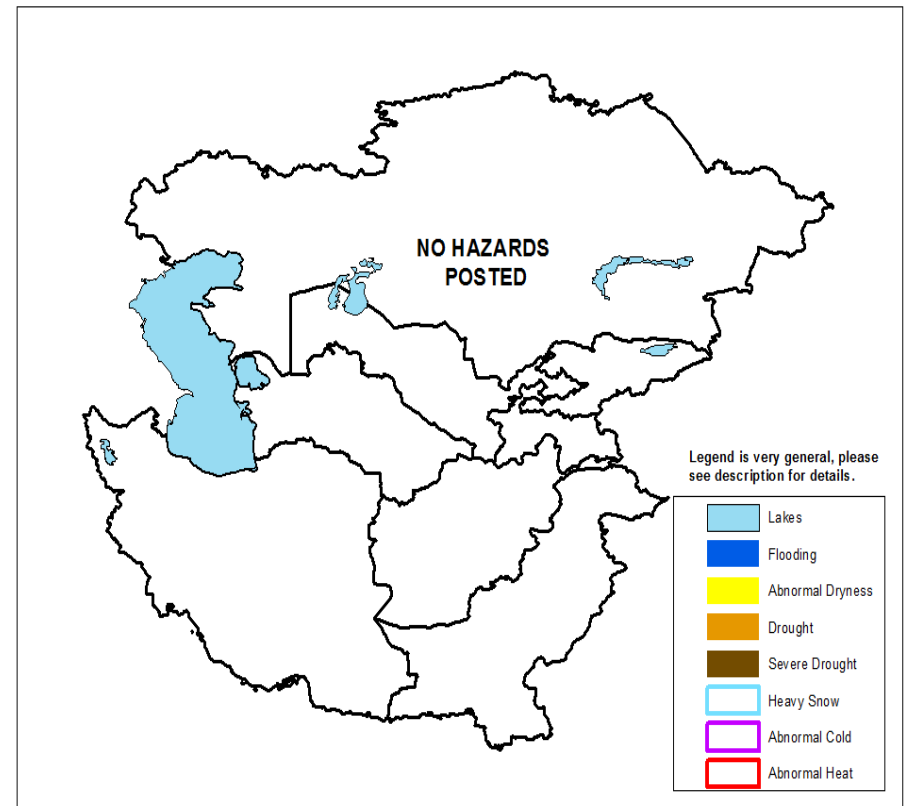 NO HAZARDS
POSTED
Legend is very general, please
see description for details.
Lakes
Flooding
Abnormal Dryness
Drought
Severe Drought
Heavy Snow
Abnormal Cold
Abnormal Heat